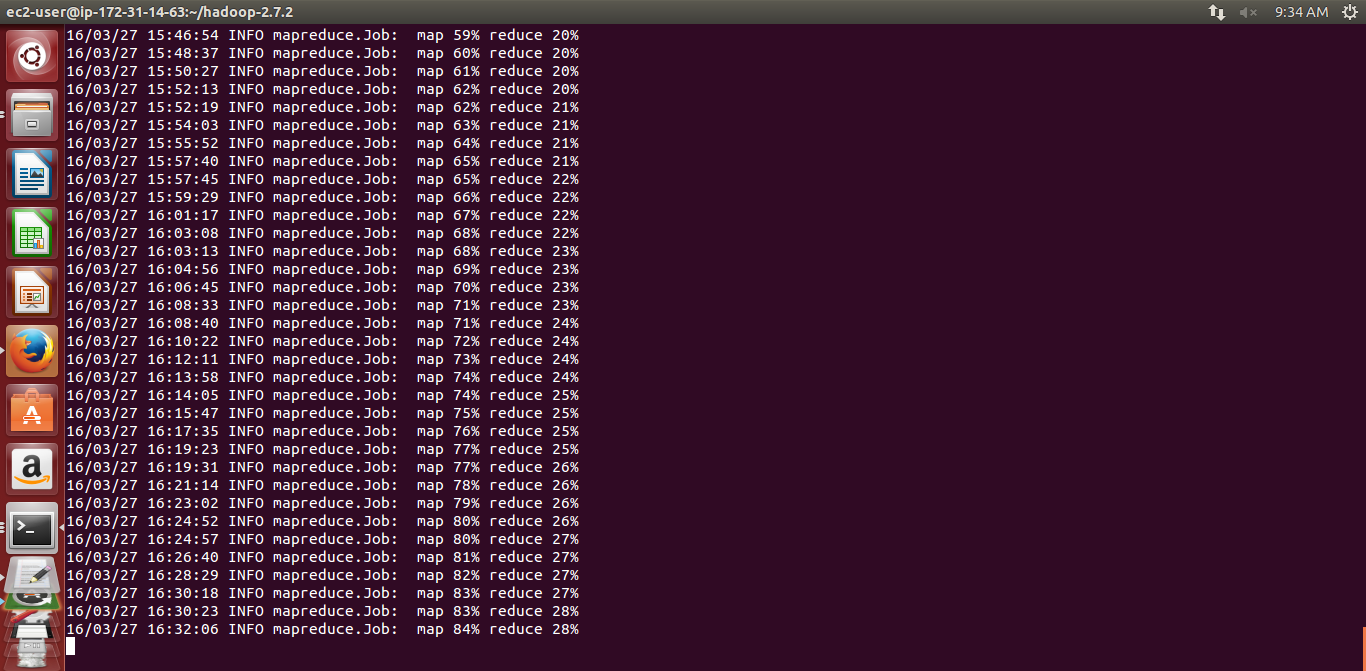 ec2-user@ip-172-31-14-63:~/hadoop-2.7.2
9:34 AM
16/03/27 15:46:54 INFO mapreduce.Job:  map 59% reduce 20%
16/03/27 15:48:37 INFO mapreduce.Job:  map 60% reduce 20%
16/03/27 15:50:27 INFO mapreduce.Job:  map 61% reduce 20%
16/03/27 15:52:13 INFO mapreduce.Job:  map 62% reduce 20%
16/03/27 15:52:19 INFO mapreduce.Job:  map 62% reduce 21%
16/03/27 15:54:03 INFO mapreduce.Job:  map 63% reduce 21%
16/03/27 15:55:52 INFO mapreduce.Job:  map 64% reduce 21%
16/03/27 15:57:40 INFO mapreduce.Job:  map 65% reduce 21%
16/03/27 15:57:45 INFO mapreduce.Job:  map 65% reduce 22%
16/03/27 15:59:29 INFO mapreduce.Job:  map 66% reduce 22%
16/03/27 16:01:17 INFO mapreduce.Job:  map 67% reduce 22%
16/03/27 16:03:08 INFO mapreduce.Job:  map 68% reduce 22%
16/03/27 16:03:13 INFO mapreduce.Job:  map 68% reduce 23%
16/03/27 16:04:56 INFO mapreduce.Job:  map 69% reduce 23%
16/03/27 16:06:45 INFO mapreduce.Job:  map 70% reduce 23%
16/03/27 16:08:33 INFO mapreduce.Job:  map 71% reduce 23%
16/03/27 16:08:40 INFO mapreduce.Job:  map 71% reduce 24%
16/03/27 16:10:22 INFO mapreduce.Job:  map 72% reduce 24%
16/03/27 16:12:11 INFO mapreduce.Job:  map 73% reduce 24%
16/03/27 16:13:58 INFO mapreduce.Job:  map 74% reduce 24%
16/03/27 16:14:05 INFO mapreduce.Job:  map 74% reduce 25%
16/03/27 16:15:47 INFO mapreduce.Job:  map 75% reduce 25%
16/03/27 16:17:35 INFO mapreduce.Job:  map 76% reduce 25%
16/03/27 16:19:23 INFO mapreduce.Job:  map 77% reduce 25%
16/03/27 16:19:31 INFO mapreduce.Job:  map 77% reduce 26%
16/03/27 16:21:14 INFO mapreduce.Job:  map 78% reduce 26%
16/03/27 16:23:02 INFO mapreduce.Job:  map 79% reduce 26%
16/03/27 16:24:52 INFO mapreduce.Job:  map 80% reduce 26%
16/03/27 16:24:57 INFO mapreduce.Job:  map 80% reduce 27%
16/03/27 16:26:40 INFO mapreduce.Job:  map 81% reduce 27%
16/03/27 16:28:29 INFO mapreduce.Job:  map 82% reduce 27%
16/03/27 16:30:18 INFO mapreduce.Job:  map 83% reduce 27%
16/03/27 16:30:23 INFO mapreduce.Job:  map 83% reduce 28%
16/03/27 16:32:06 INFO mapreduce.Job:  map 84% reduce 28%